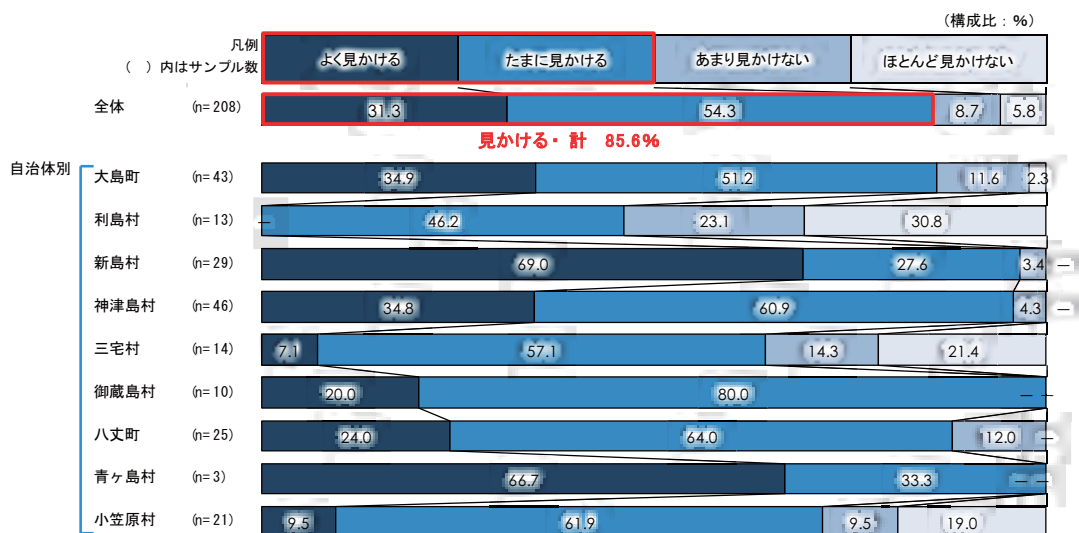 (構成比：%)
凡例
( )内はサンプル数
よく見かける たまに見かける あまり見かけない ほとんど見かけない
全体 (n=208) 31.3 54.3 8.7 5.8
見かける・計 85.6%
自治体別
大島町 (n=43) 34.9 51.2 11.6 2.3
利島村 (n=13) – 46.2 23.1 30.8
新島村 (n=29) 69.0 27.6 3.4 –
神津島村 (n=46) 34.8 60.9 4.3 –
三宅村 (n=14) 7.1 57.1 14.3 21.4
御蔵島村 (n=10) 20.0 80.0 – –
八丈町 (n=25) 24.0 64.0 12.0 –
青ヶ島村 (n=3) 66.7 33.3 – –
小笠原村 (n=21) 9.5 61.9 9.5 19.0